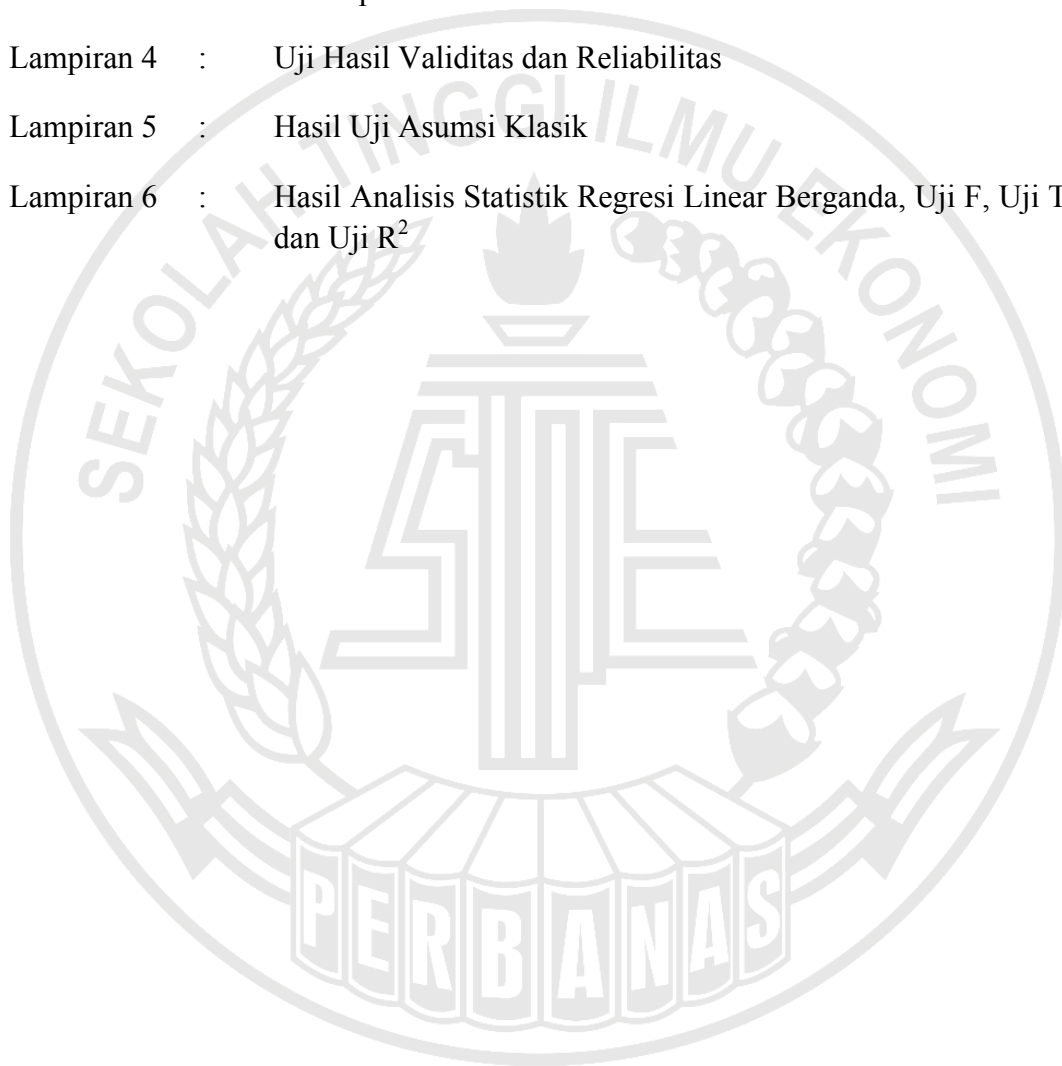 Lampiran 4 : Uji Hasil Validitas dan Reliabilitas
Lampiran 5 : Hasil Uji Asumsi Klasik
Lampiran 6 : Hasil Analisis Statistik Regresi Linear Berganda, Uji F, Uji T
dan Uji R²
SEKOLAH TINGGI ILMU EKONOMI
STIE
PERBANAS